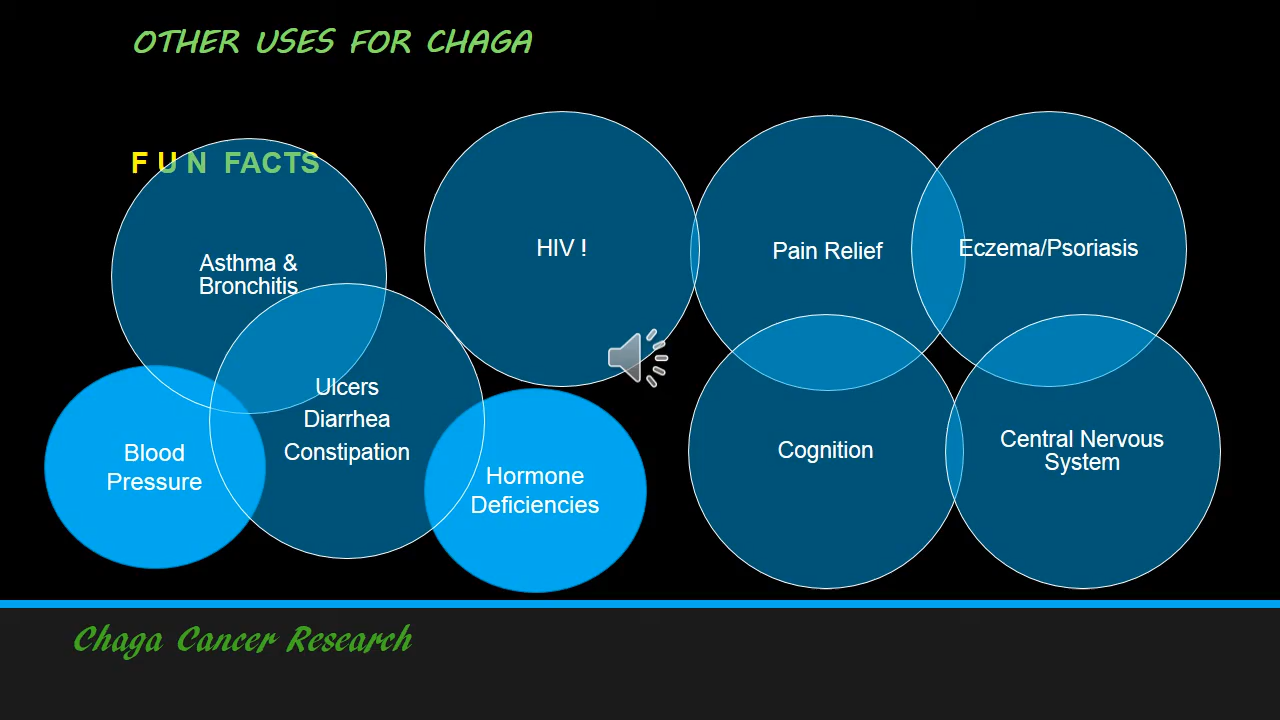 OTHER USES FOR CHAGA
F U N FACTS
Asthma &
Bronchitis
HIV !
Pain Relief
Eczema/Psoriasis
Ulcers
Diarrhea
Constipation
Blood
Pressure
Hormone
Deficiencies
Cognition
Central Nervous
System
Chaga Cancer Research